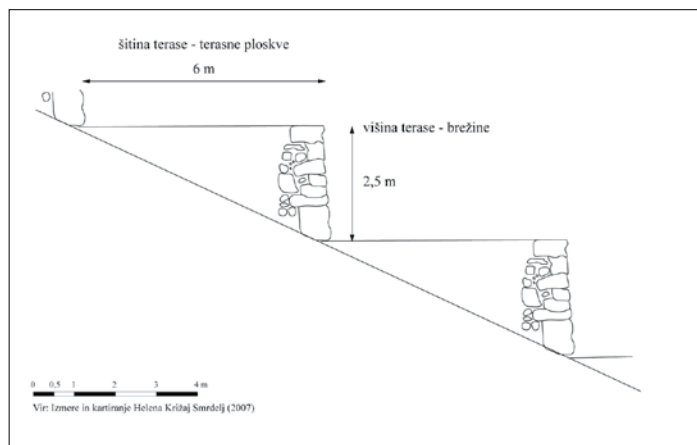 šitina terase - terasne ploskve
6 m
višina terase - brežine
2,5 m
0 0,5 1 2 3 4 m
Vir: Izmere in kartiranje Helena Križaj Smrdelj (2007)